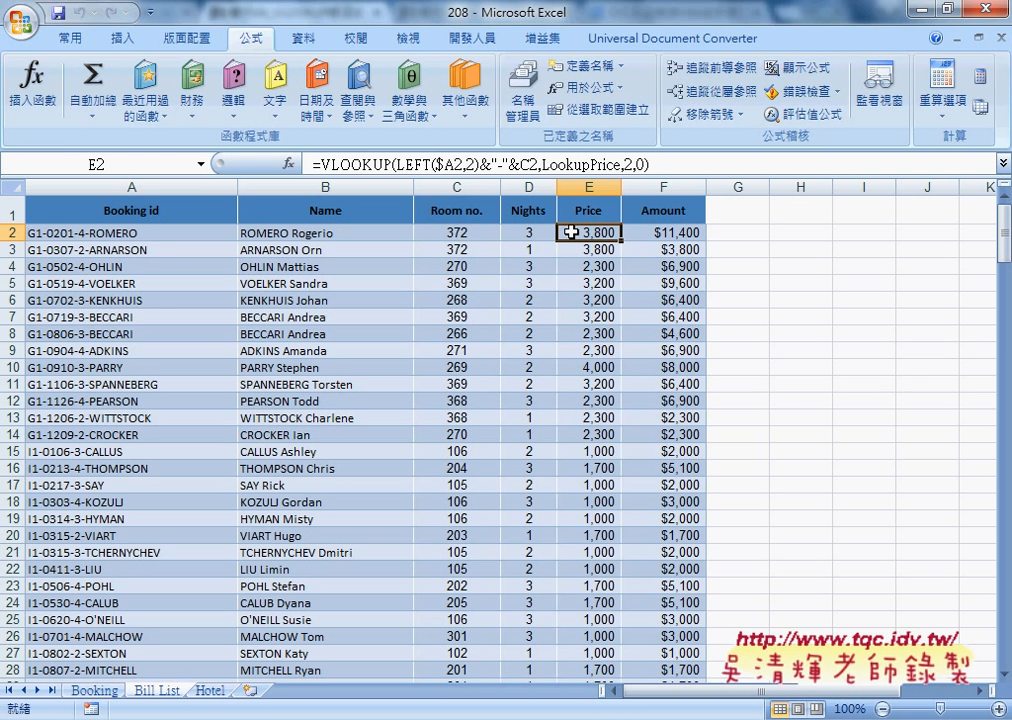 208 - Microsoft Excel
常用 插入 版面配置 公式 資料 校閱 檢視 開發人員 增益集 Universal Document Converter
插入函數 自動加總 最近用過的函數 財務 邏輯 文字 日期及時間 查閱與參照 數學與三角函數 其他函數
函數程式庫
名稱管理員 定義名稱 用於公式 從選取範圍建立
已定義之名稱
追蹤前導參照 追蹤從屬參照 移除箭號 顯示公式 錯誤檢查 評估值公式
公式稽核
監看視窗
重算選項
計算
E2 fx =VLOOKUP(LEFT($A2,2)&"-"&C2,LookupPrice,2,0)
A B C D E F G H I J K
1 Booking id Name Room no. Nights Price Amount
2 G1-0201-4-ROMERO ROMERO Rogerio 372 3 3,800 $11,400
3 G1-0307-2-ARNARSON ARNARSON Orn 372 1 3,800 $3,800
4 G1-0502-4-OHLIN OHLIN Mattias 270 3 2,300 $6,900
5 G1-0519-4-VOELKER VOELKER Sandra 369 3 3,200 $9,600
6 G1-0702-3-KENKHUIS KENKHUIS Johan 268 2 3,200 $6,400
7 G1-0719-3-BECCARI BECCARI Andrea 369 2 3,200 $6,400
8 G1-0806-3-BECCARI BECCARI Andrea 266 2 2,300 $4,600
9 G1-0904-4-ADKINS ADKINS Amanda 271 3 2,300 $6,900
10 G1-0910-3-PARRY PARRY Stephen 269 2 4,000 $8,000
11 G1-1106-3-SPANNEBERG SPANNEBERG Torsten 369 2 3,200 $6,400
12 G1-1126-4-PEARSON PEARSON Todd 368 3 2,300 $6,900
13 G1-1206-2-WITTSTOCK WITTSTOCK Charlene 368 1 2,300 $2,300
14 G1-1209-2-CROCKER CROCKER Ian 270 1 2,300 $2,300
15 I1-0106-3-CALLUS CALLUS Ashley 106 2 1,000 $2,000
16 I1-0213-4-THOMPSON THOMPSON Chris 204 3 1,700 $5,100
17 I1-0217-3-SAY SAY Rick 105 2 1,000 $2,000
18 I1-0303-4-KOZULJ KOZULJ Gordan 106 3 1,000 $3,000
19 I1-0314-3-HYMAN HYMAN Misty 106 2 1,000 $2,000
20 I1-0315-2-VIART VIART Hugo 203 1 1,700 $1,700
21 I1-0315-3-TCHERNYCHEV TCHERNYCHEV Dmitri 105 2 1,000 $2,000
22 I1-0411-3-LIU LIU Limin 105 2 1,000 $2,000
23 I1-0506-4-POHL POHL Stefan 202 3 1,700 $5,100
24 I1-0530-4-CALUB CALUB Dyana 205 3 1,700 $5,100
25 I1-0620-4-O'NEILL O'NEILL Susie 106 3 1,000 $3,000
26 I1-0701-4-MALCHOW MALCHOW Tom 301 3 1,000 $3,000
27 I1-0802-2-SEXTON SEXTON Katy 102 1 1,000 $1,000
28 I1-0807-2-MITCHELL MITCHELL Ryan 201 1 1,700 $1,700
http://www.tqc.idv.tw/
吳清輝老師錄製
Booking Bill List Hotel
就緒 100%